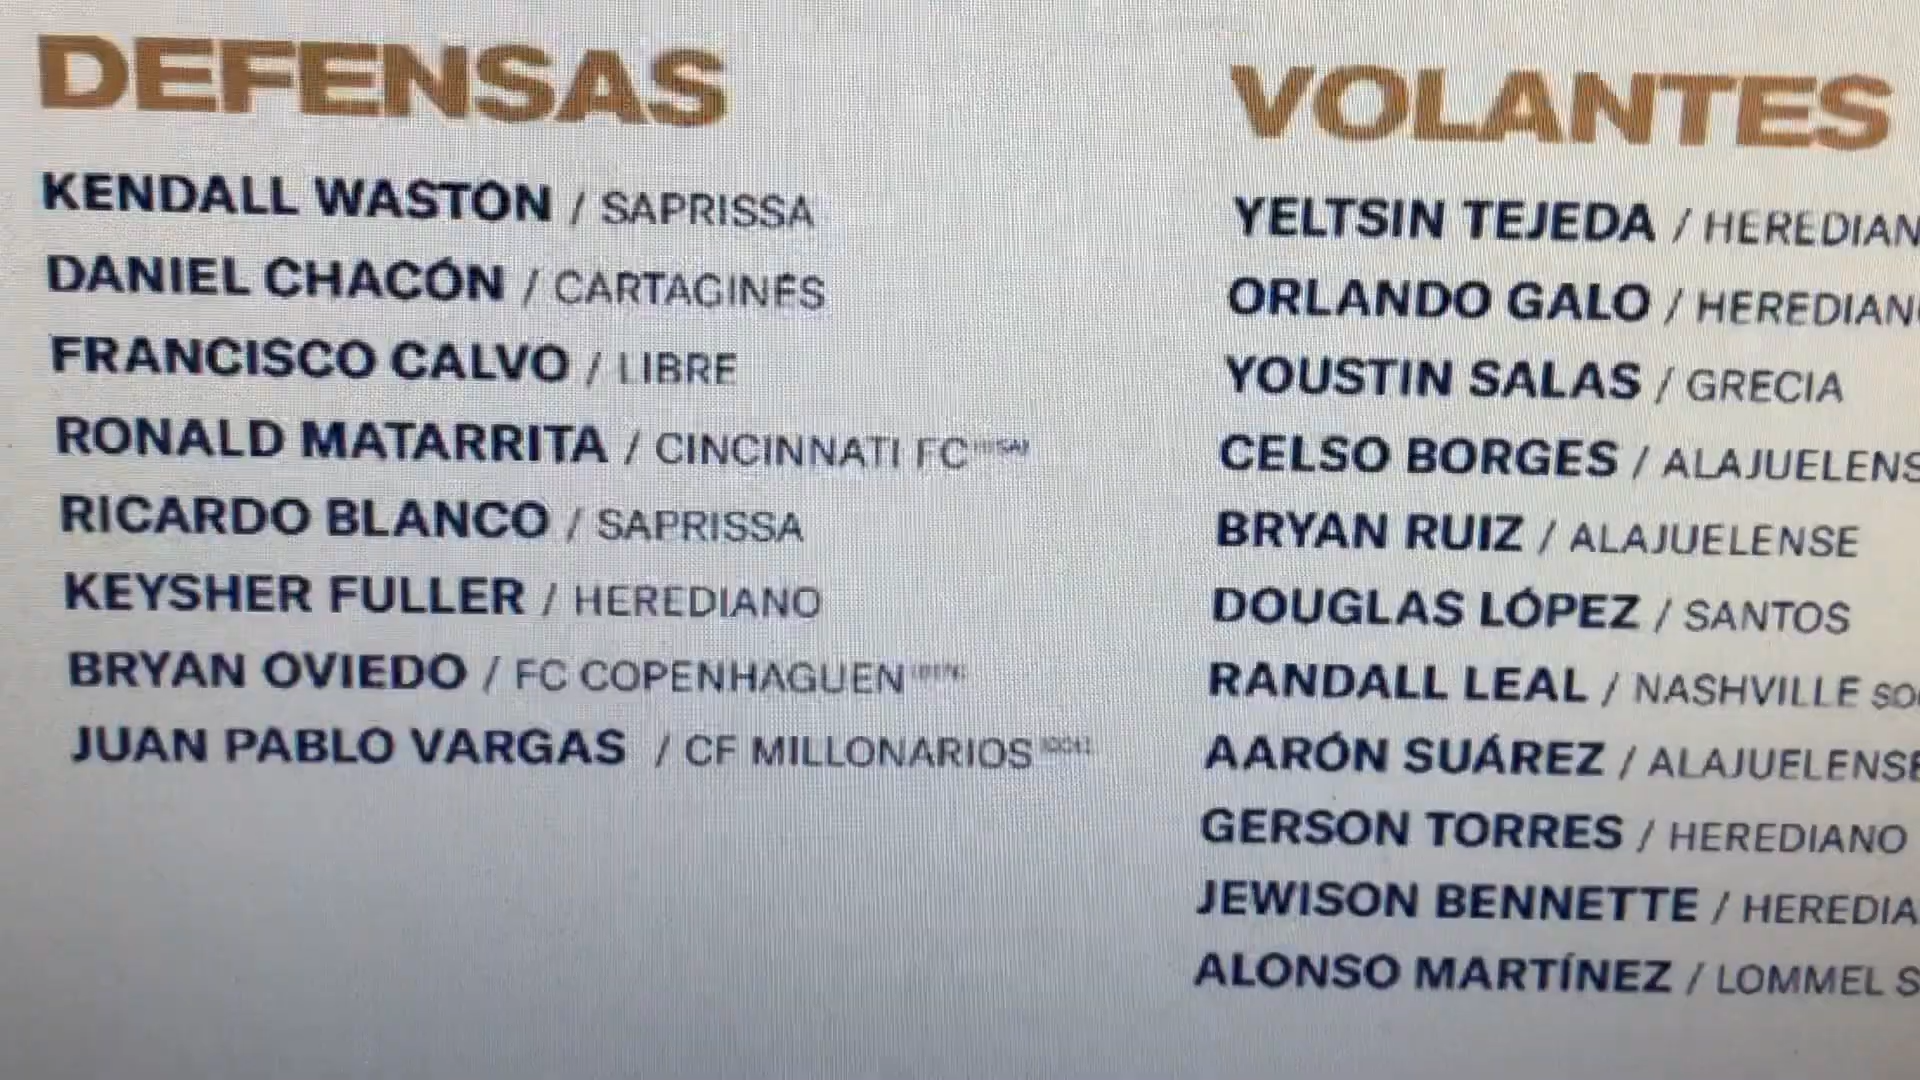 DEFENSAS
KENDALL WASTON / SAPRISSA
DANIEL CHACÓN / CARTAGINÉS
FRANCISCO CALVO / LIBRE
RONALD MATARRITA / CINCINNATI FC
RICARDO BLANCO / SAPRISSA
KEYSHER FULLER / HEREDIANO
BRYAN OVIEDO / FC COPENHAGUEN
JUAN PABLO VARGAS / CF MILLONARIOS
VOLANTES
YELTSIN TEJEDA / HEREDIAN
ORLANDO GALO / HEREDIAN
YOUSTIN SALAS / GRECIA
CELSO BORGES / ALAJUELENS
BRYAN RUIZ / ALAJUELENSE
DOUGLAS LÓPEZ / SANTOS
RANDALL LEAL / NASHVILLE SO
AARÓN SUÁREZ / ALAJUELENSE
GERSON TORRES / HEREDIANO
JEWISON BENNETTE / HEREDIA
ALONSO MARTÍNEZ / LOMMEL S